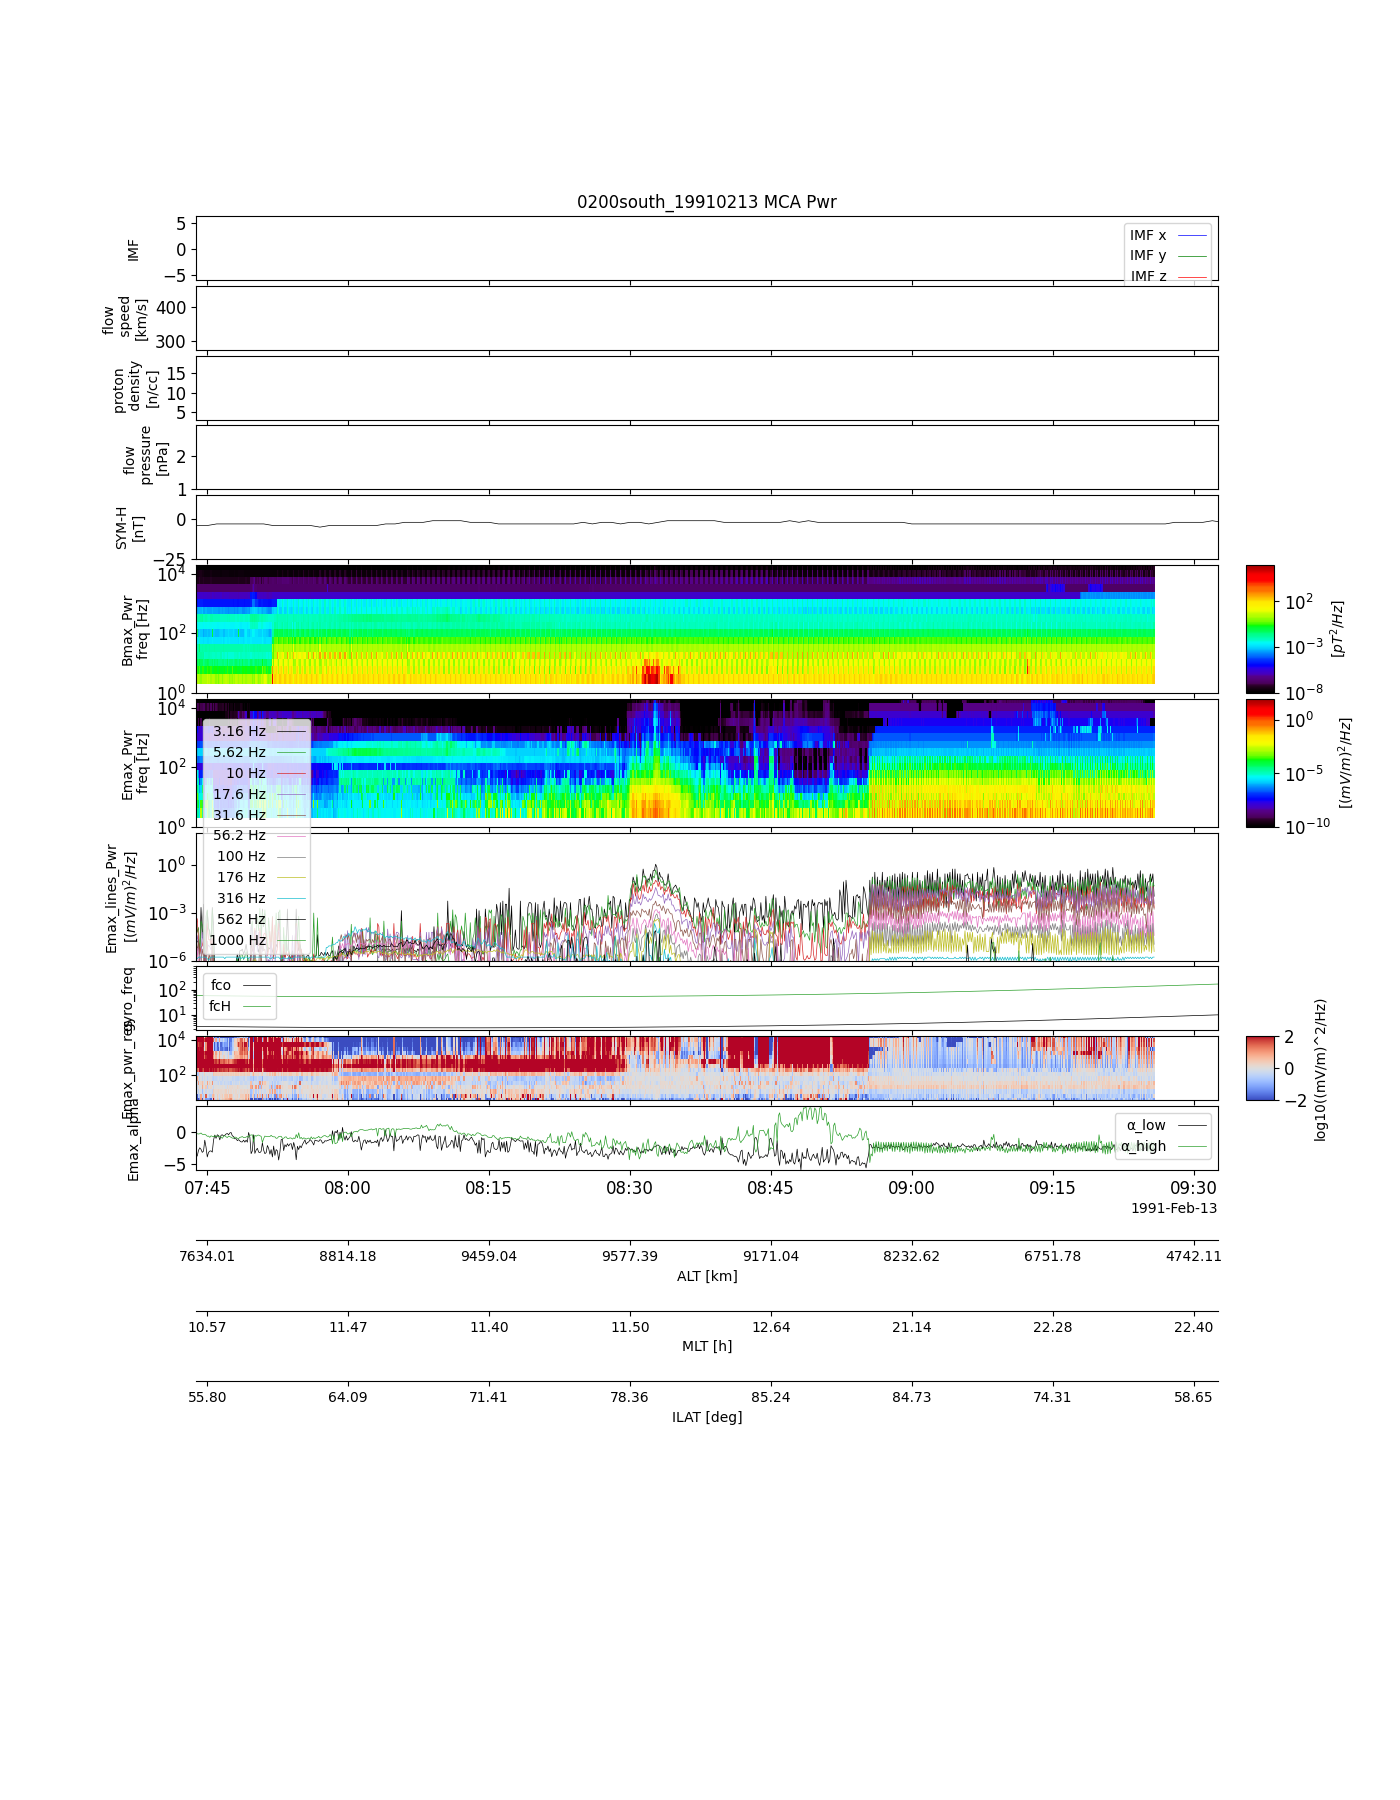 0200south_19910213 MCA Pwr
IMF
5
0
−5
IMF x
IMF y
IMF z
flow
speed
[km/s]
400
300
proton
density
[n/cc]
15
10
5
flow
pressure
[nPa]
2
1
SYM-H
[nT]
0
−25
Bmax_Pwr
freq [Hz]
10^4
10^2
10^0
10^2
10^−3
10^−8
[pT^2/Hz]
Emax_Pwr
freq [Hz]
10^4
10^2
10^0
10^0
10^−5
10^−10
[(mV/m)^2/Hz]
3.16 Hz
5.62 Hz
10 Hz
17.6 Hz
31.6 Hz
56.2 Hz
100 Hz
176 Hz
316 Hz
562 Hz
1000 Hz
Emax_lines_Pwr
[(mV/m)^2/Hz]
10^0
10^−3
10^−6
10^2
10^1
fco
fcH
Emax_pwr_reg
10^4
10^2
2
0
−2
log10((mV/m)^2/Hz)
Emax_alpha
0
−5
α_low
α_high
07:45 08:00 08:15 08:30 08:45 09:00 09:15 09:30
1991-Feb-13
7634.01 8814.18 9459.04 9577.39 9171.04 8232.62 6751.78 4742.11
ALT [km]
10.57 11.47 11.40 11.50 12.64 21.14 22.28 22.40
MLT [h]
55.80 64.09 71.41 78.36 85.24 84.73 74.31 58.65
ILAT [deg]